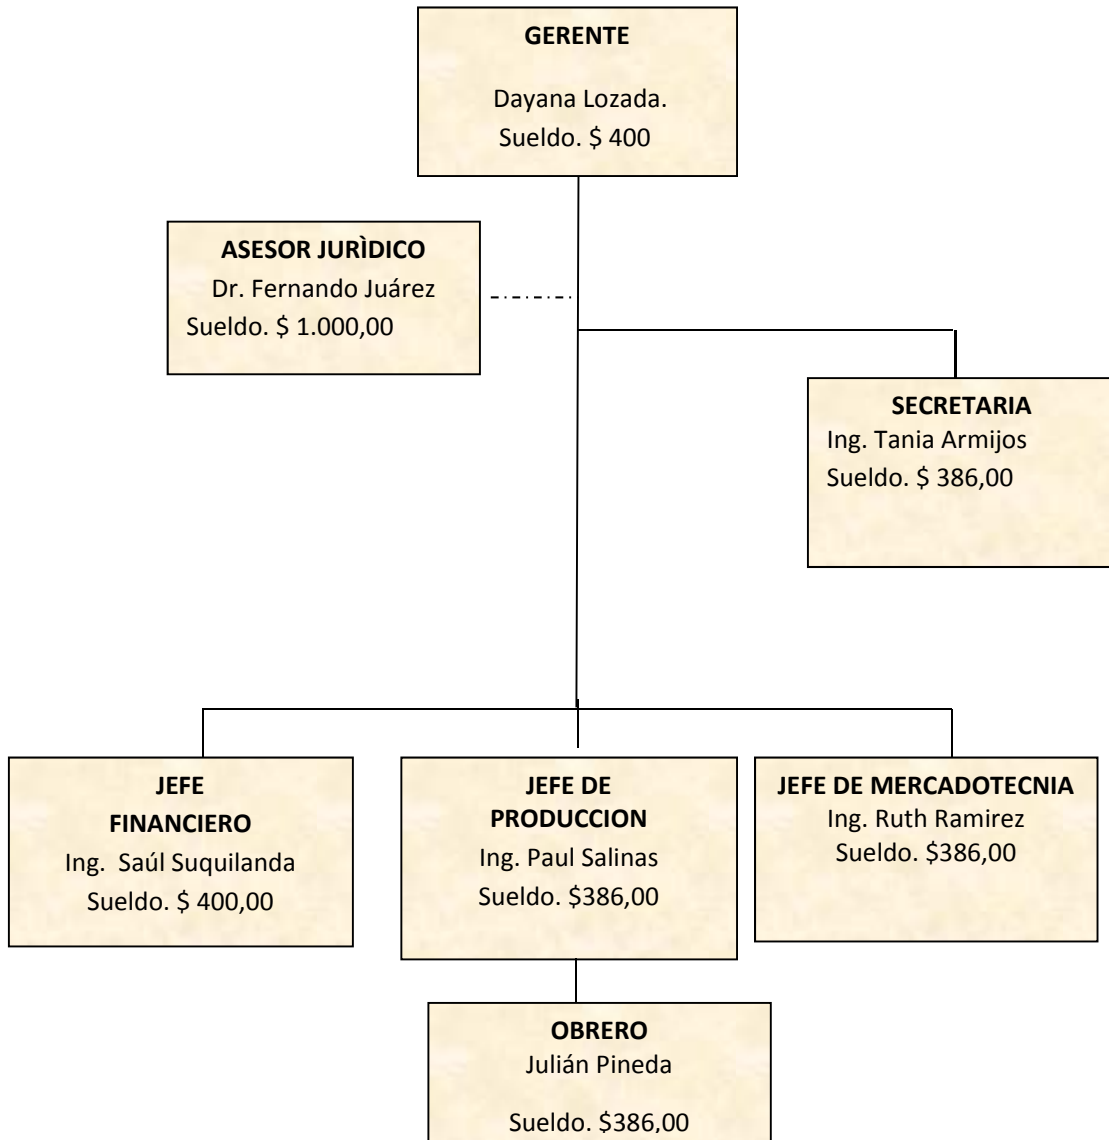 GERENTE
Dayana Lozada.
Sueldo. $ 400
ASESOR JURÌDICO
Dr. Fernando Juárez
Sueldo. $ 1.000,00
SECRETARIA
Ing. Tania Armijos
Sueldo. $ 386,00
JEFE
FINANCIERO
Ing. Saúl Suquilanda
Sueldo. $ 400,00
JEFE DE
PRODUCCION
Ing. Paul Salinas
Sueldo. $386,00
JEFE DE MERCADOTECNIA
Ing. Ruth Ramirez
Sueldo. $386,00
OBRERO
Julián Pineda
Sueldo. $386,00